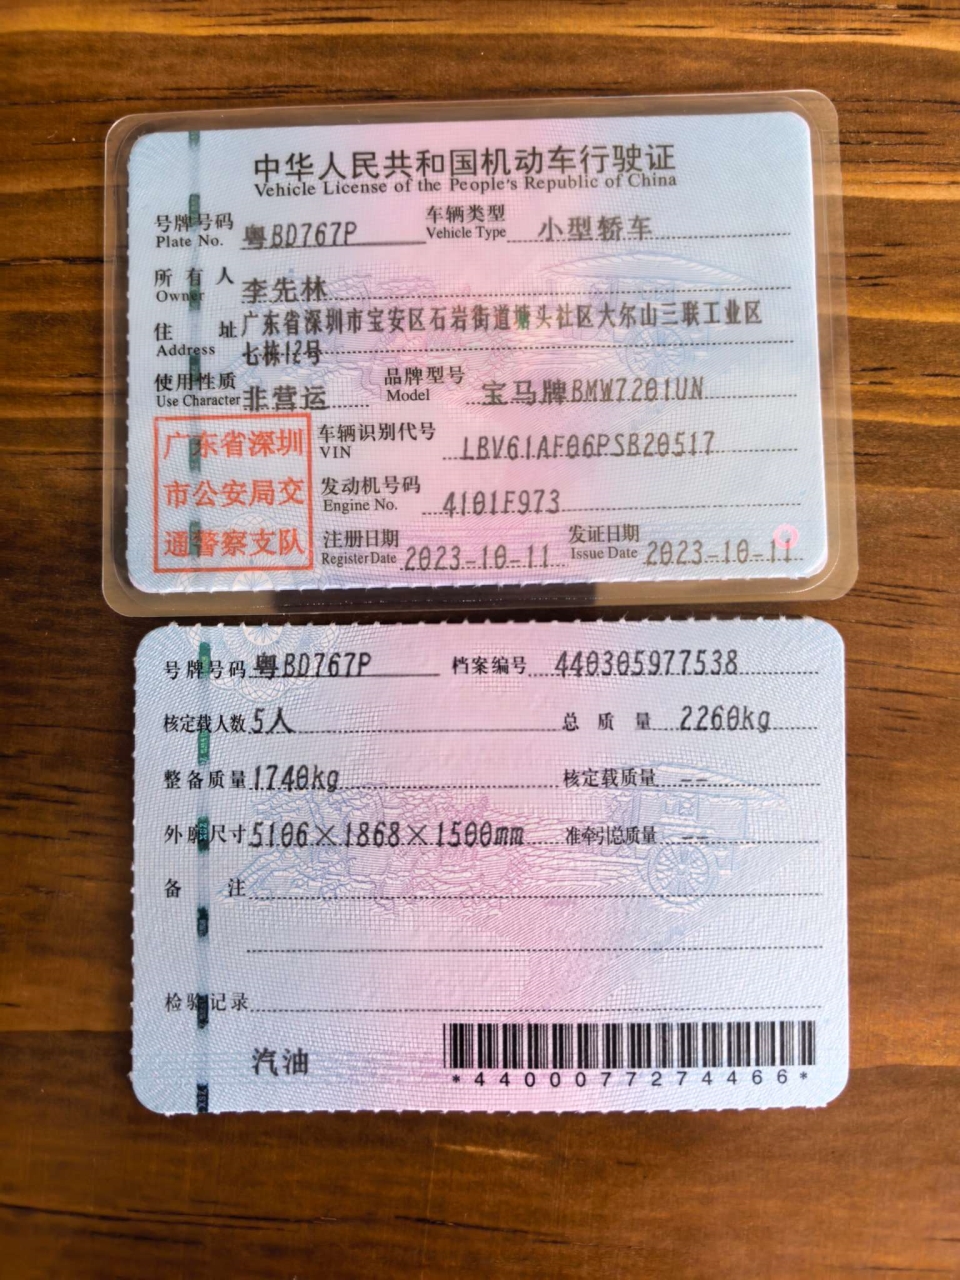 中华人民共和国机动车行驶证
Vehicle License of the People's Republic of China
号牌号码 粤BD767P 车辆类型 小型轿车
Plate No. Vehicle Type
所有人 李先林
Owner
住址 广东省深圳市宝安区石岩街道塘头社区大尔山三联工业区
Address 七栋12号
使用性质 非营运 品牌型号 宝马牌BMW7201UN
Use Character Model
广东省深圳
市公安局交
通警察支队
车辆识别代号 LBV61AF06PSB20517
VIN
发动机号码 4101F973
Engine No.
注册日期 2023-10-11 发证日期 2023-10-11
Register Date Issue Date
号牌号码 粤BD767P 档案编号 440305977538
核定载人数 5人 总质量 2260kg
整备质量 1740kg 核定载质量 --
外廓尺寸 5106×1868×1500mm 准牵引总质量 --
备注
检验记录
汽油
*4400077274466*